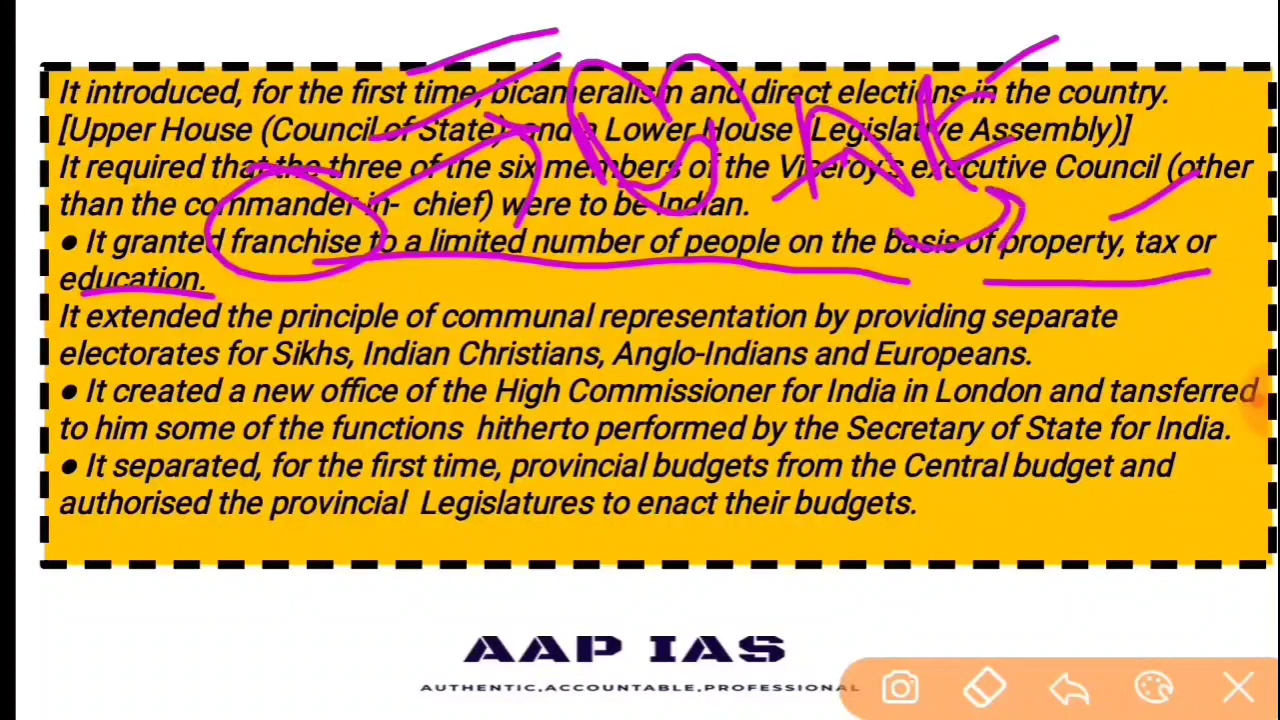 It introduced, for the first time, bicameralism and direct elections in the country.
[Upper House (Council of State) and a Lower House (Legislative Assembly)]
It required that the three of the six members of the Viceroy's executive Council (other
than the commander in- chief) were to be Indian.
● It granted franchise to a limited number of people on the basis of property, tax or
education.
It extended the principle of communal representation by providing separate
electorates for Sikhs, Indian Christians, Anglo-Indians and Europeans.
● It created a new office of the High Commissioner for India in London and tansferred
to him some of the functions hitherto performed by the Secretary of State for India.
● It separated, for the first time, provincial budgets from the Central budget and
authorised the provincial Legislatures to enact their budgets.
AAP IAS
AUTHENTIC,ACCOUNTABLE,PROFESSIONAL